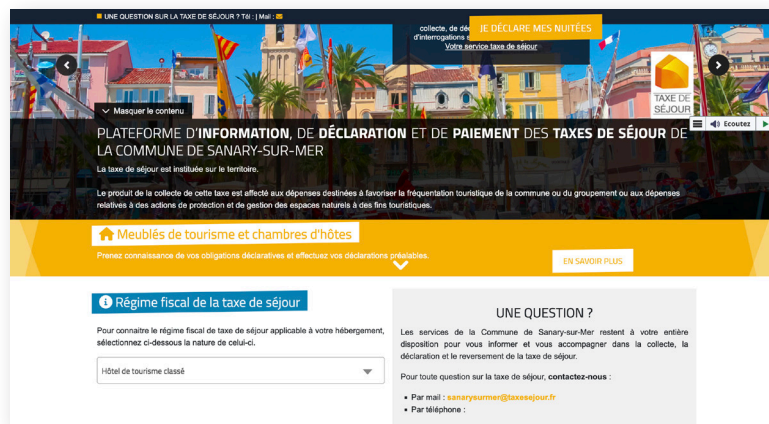 UNE QUESTION SUR LA TAXE DE SÉJOUR ? Tél : | Mail :
collecte, de dé
JE DÉCLARE MES NUITÉES
d'interrogations s
Votre service taxe de séjour
TAXE DE
SÉJOUR
Masquer le contenu
Ecoutez
PLATEFORME D'INFORMATION, DE DÉCLARATION ET DE PAIEMENT DES TAXES DE SÉJOUR DE
LA COMMUNE DE SANARY-SUR-MER
La taxe de séjour est instituée sur le territoire.
Le produit de la collecte de cette taxe est affecté aux dépenses destinées à favoriser la fréquentation touristique de la commune ou du groupement ou aux dépenses
relatives à des actions de protection et de gestion des espaces naturels à des fins touristiques.
Meublés de tourisme et chambres d'hôtes
Prenez connaissance de vos obligations déclaratives et effectuez vos déclarations préalables.
EN SAVOIR PLUS
Régime fiscal de la taxe de séjour
Pour connaitre le régime fiscal de taxe de séjour applicable à votre hébergement,
sélectionnez ci-dessous la nature de celui-ci.
Hôtel de tourisme classé
UNE QUESTION ?
Les services de la Commune de Sanary-sur-Mer restent à votre entière
disposition pour vous informer et vous accompagner dans la collecte, la
déclaration et le reversement de la taxe de séjour.
Pour toute question sur la taxe de séjour, contactez-nous :
Par mail : sanarysurmer@taxesejour.fr
Par téléphone :